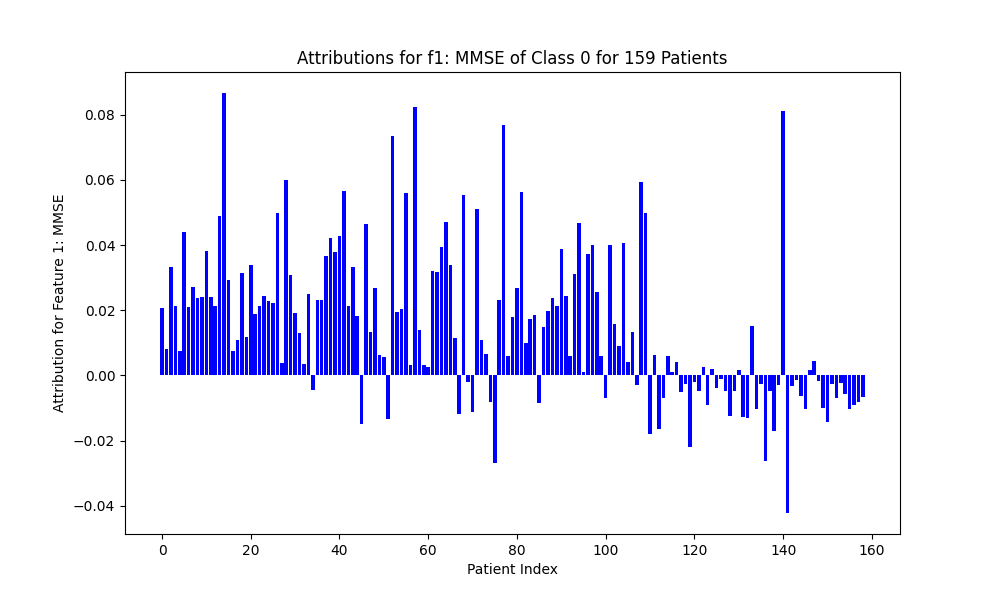 Attributions for f1: MMSE of Class 0 for 159 Patients
Attribution for Feature 1: MMSE
0.08
0.06
0.04
0.02
0.00
−0.02
−0.04
0 20 40 60 80 100 120 140 160
Patient Index